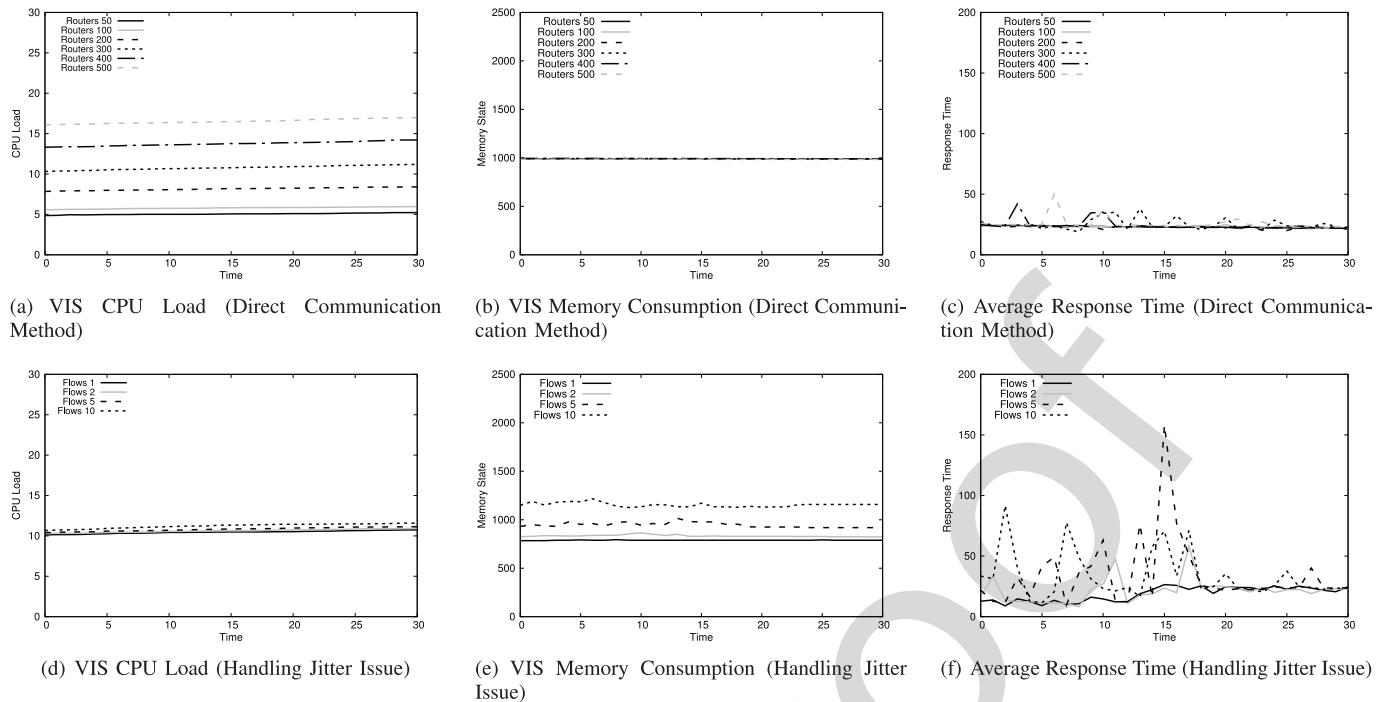 30
25
20
15
10
5
0
CPU Load
Routers 50
Routers 100
Routers 200
Routers 300
Routers 400
Routers 500
0 5 10 15 20 25 30
Time
(a) VIS CPU Load (Direct Communication
Method)
2500
2000
1500
1000
500
0
Memory State
Routers 50
Routers 100
Routers 200
Routers 300
Routers 400
Routers 500
0 5 10 15 20 25 30
Time
(b) VIS Memory Consumption (Direct Communi-
cation Method)
200
150
100
50
0
Response Time
Routers 50
Routers 100
Routers 200
Routers 300
Routers 400
Routers 500
0 5 10 15 20 25 30
Time
(c) Average Response Time (Direct Communica-
tion Method)
30
25
20
15
10
5
0
CPU Load
Flows 1
Flows 2
Flows 5
Flows 10
0 5 10 15 20 25 30
Time
(d) VIS CPU Load (Handling Jitter Issue)
2500
2000
1500
1000
500
0
Memory State
Flows 1
Flows 2
Flows 5
Flows 10
0 5 10 15 20 25 30
Time
(e) VIS Memory Consumption (Handling Jitter
Issue)
200
150
100
50
0
Response Time
Flows 1
Flows 2
Flows 5
Flows 10
0 5 10 15 20 25 30
Time
(f) Average Response Time (Handling Jitter Issue)